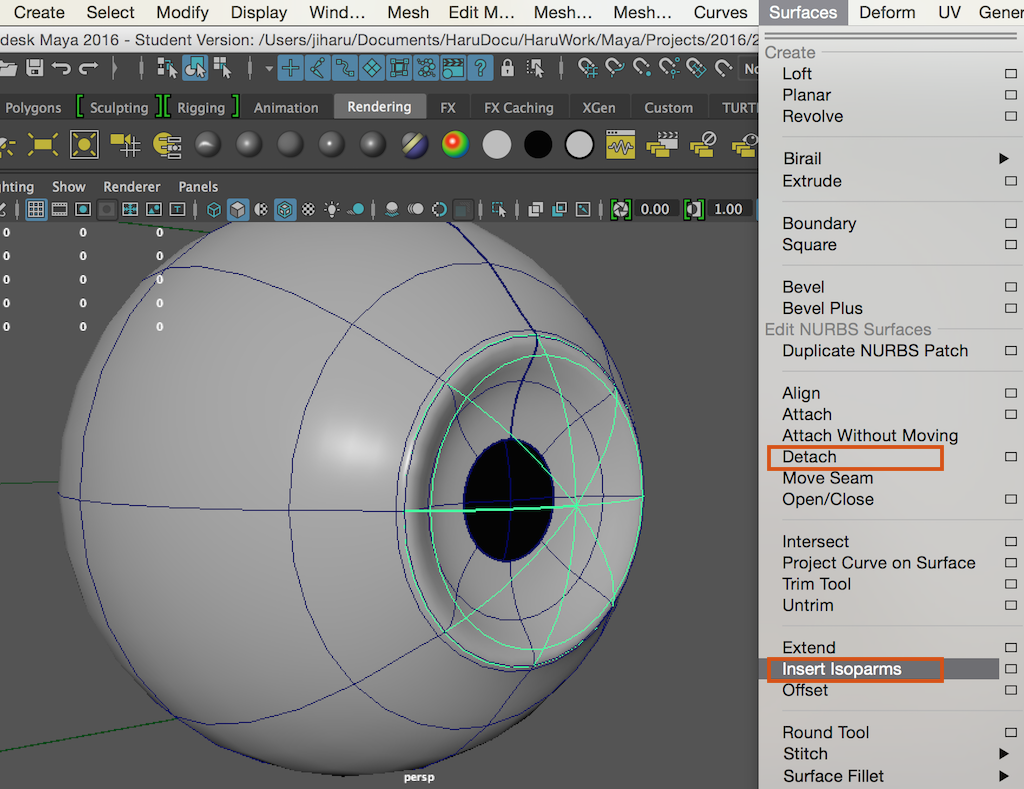 Create Select Modify Display Wind... Mesh Edit M... Mesh... Mesh... Curves Surfaces Deform UV Gener
desk Maya 2016 - Student Version: /Users/jiharu/Documents/HaruDocu/HaruWork/Maya/Projects/2016/2
No
Polygons Sculpting Rigging Animation Rendering FX FX Caching XGen Custom TURT
hting Show Renderer Panels
0.00 1.00
0 0 0
0 0 0
0 0 0
0 0 0
0 0 0
persp
Create
Loft
Planar
Revolve
Birail
Extrude
Boundary
Square
Bevel
Bevel Plus
Edit NURBS Surfaces
Duplicate NURBS Patch
Align
Attach
Attach Without Moving
Detach
Move Seam
Open/Close
Intersect
Project Curve on Surface
Trim Tool
Untrim
Extend
Insert Isoparms
Offset
Round Tool
Stitch
Surface Fillet